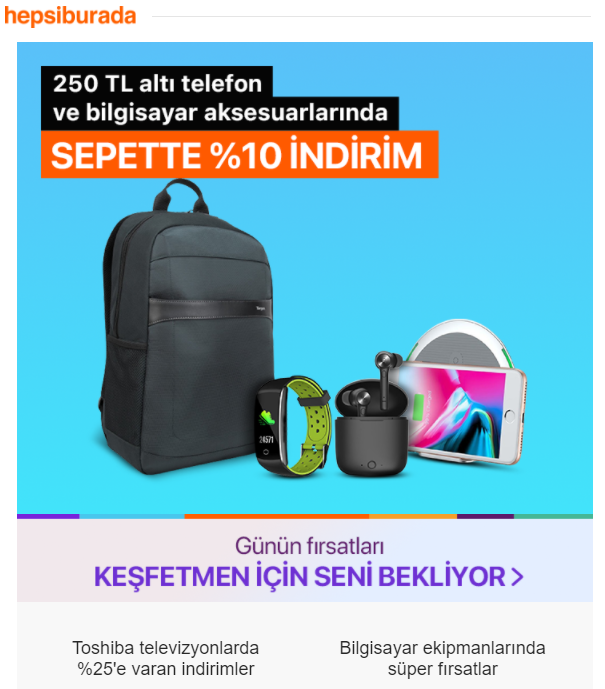 hepsiburada
250 TL altı telefon
ve bilgisayar aksesuarlarında
SEPETTE %10 İNDİRİM
24571
Günün fırsatları
KEŞFETMEN İÇİN SENİ BEKLİYOR >
Toshiba televizyonlarda
%25'e varan indirimler
Bilgisayar ekipmanlarında
süper fırsatlar